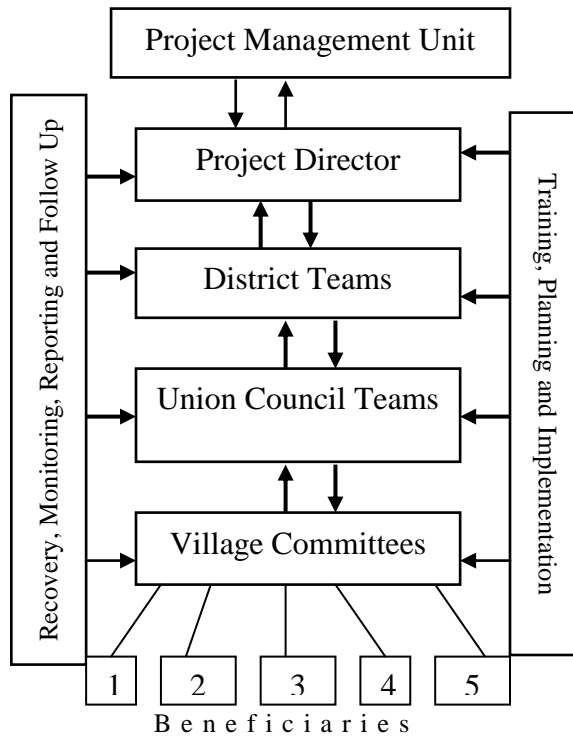 Project Management Unit
Recovery, Monitoring, Reporting and Follow Up
Project Director
Training, Planning and Implementation
District Teams
Union Council Teams
Village Committees
1 2 3 4 5
Beneficiaries